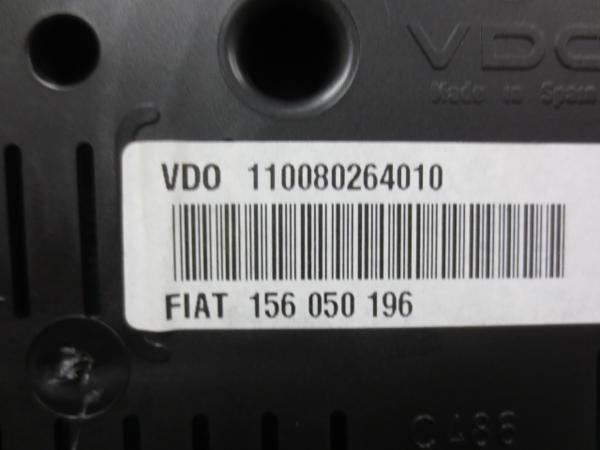 VDO
Made in Spain
VDO 110080264010
FIAT 156 050 196